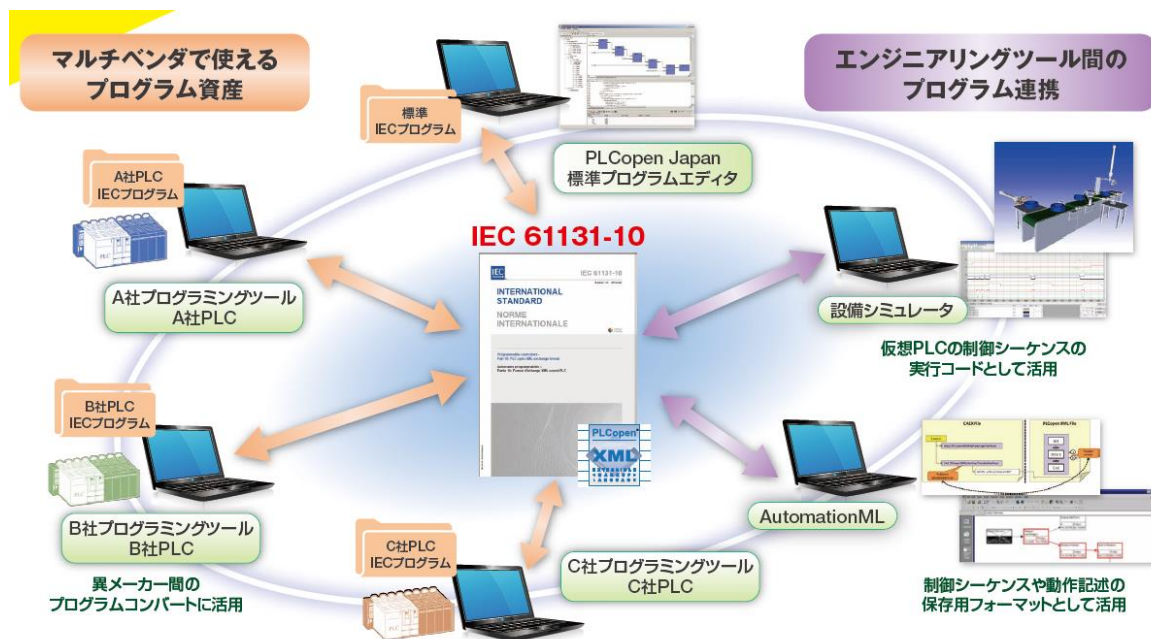 マルチベンダで使える
プログラム資産
エンジニアリングツール間の
プログラム連携
標準
IECプログラム
PLCopen Japan
標準プログラムエディタ
A社PLC
IECプログラム
PLC
A社プログラミングツール
A社PLC
IEC 61131-10
IEC
IEC 61131-10
INTERNATIONAL
STANDARD
NORME
INTERNATIONALE
設備シミュレータ
仮想PLCの制御シーケンスの
実行コードとして活用
B社PLC
IECプログラム
B社プログラミングツール
B社PLC
異メーカー間の
プログラムコンバートに活用
PLCopen
XML
AutomationML
CAEX File
PLCopen XML File
制御シーケンスや動作記述の
保存用フォーマットとして活用
C社PLC
IECプログラム
C社プログラミングツール
C社PLC